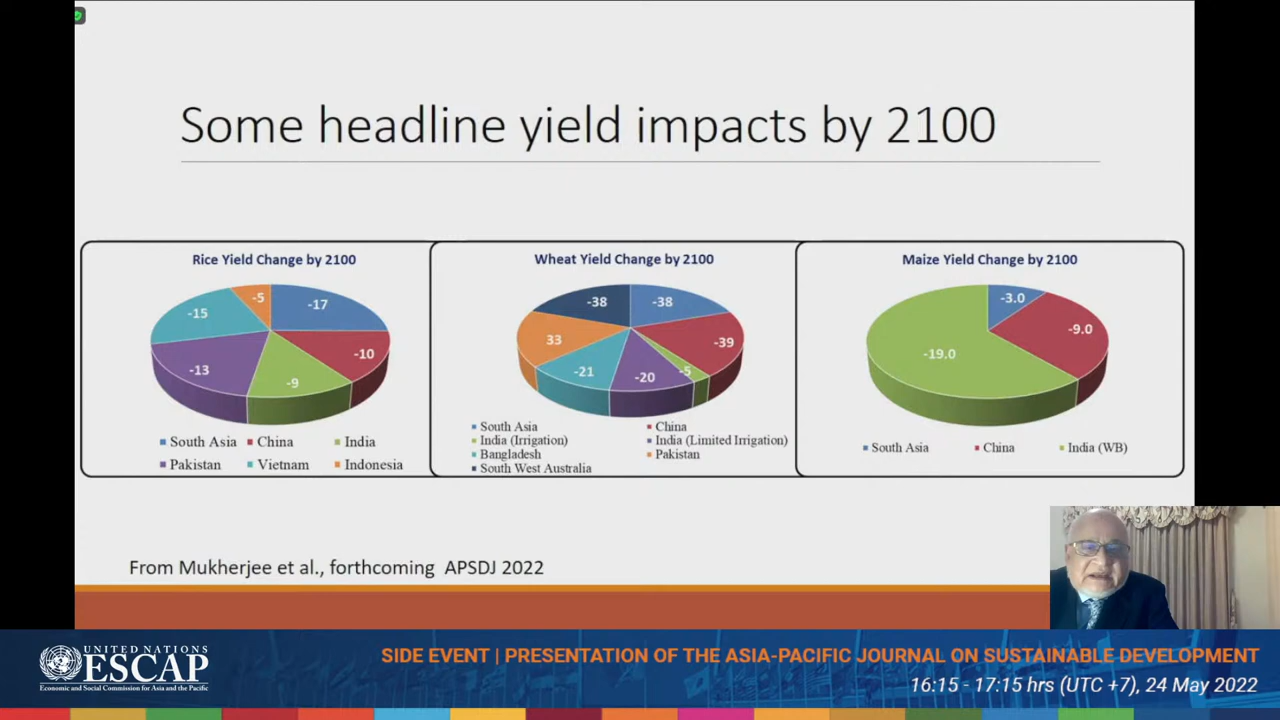 Some headline yield impacts by 2100
Rice Yield Change by 2100
-5
-17
-15
-10
-13
-9
South Asia China India
Pakistan Vietnam Indonesia
Wheat Yield Change by 2100
-38
-38
33
-39
-21
-20
-5
South Asia China
India (Irrigation) India (Limited Irrigation)
Bangladesh Pakistan
South West Australia
Maize Yield Change by 2100
-3.0
-9.0
-19.0
South Asia China India (WB)
From Mukherjee et al., forthcoming APSDJ 2022
UNITED NATIONS
ESCAP
Economic and Social Commission for Asia and the Pacific
SIDE EVENT | PRESENTATION OF THE ASIA-PACIFIC JOURNAL ON SUSTAINABLE DEVELOPMENT
16:15 - 17:15 hrs (UTC +7), 24 May 2022